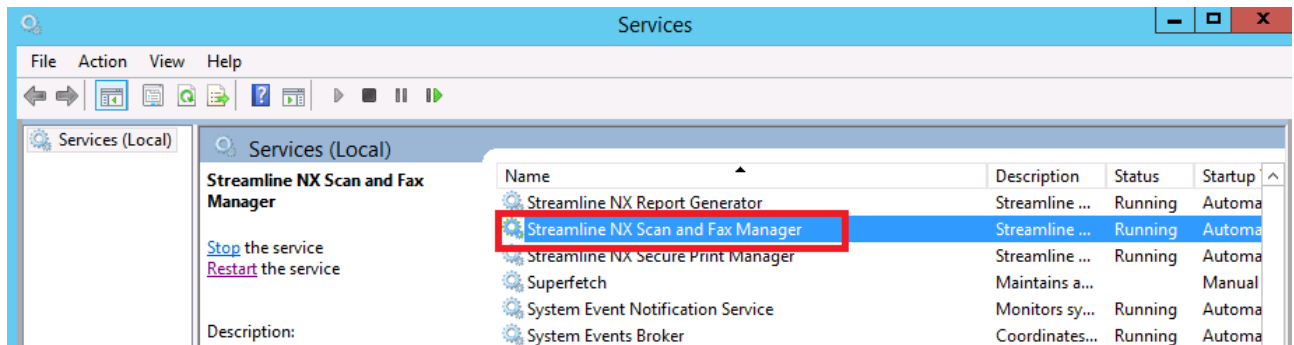 Services
File Action View Help
Services (Local)
Services (Local)
Streamline NX Scan and Fax
Manager
Stop the service
Restart the service
Description:
Name Description Status Startup
Streamline NX Report Generator Streamline ... Running Automa
Streamline NX Scan and Fax Manager Streamline ... Running Automa
Streamline NX Secure Print Manager Streamline ... Running Automa
Superfetch Maintains a... Manual
System Event Notification Service Monitors sy... Running Automa
System Events Broker Coordinates... Running Automa